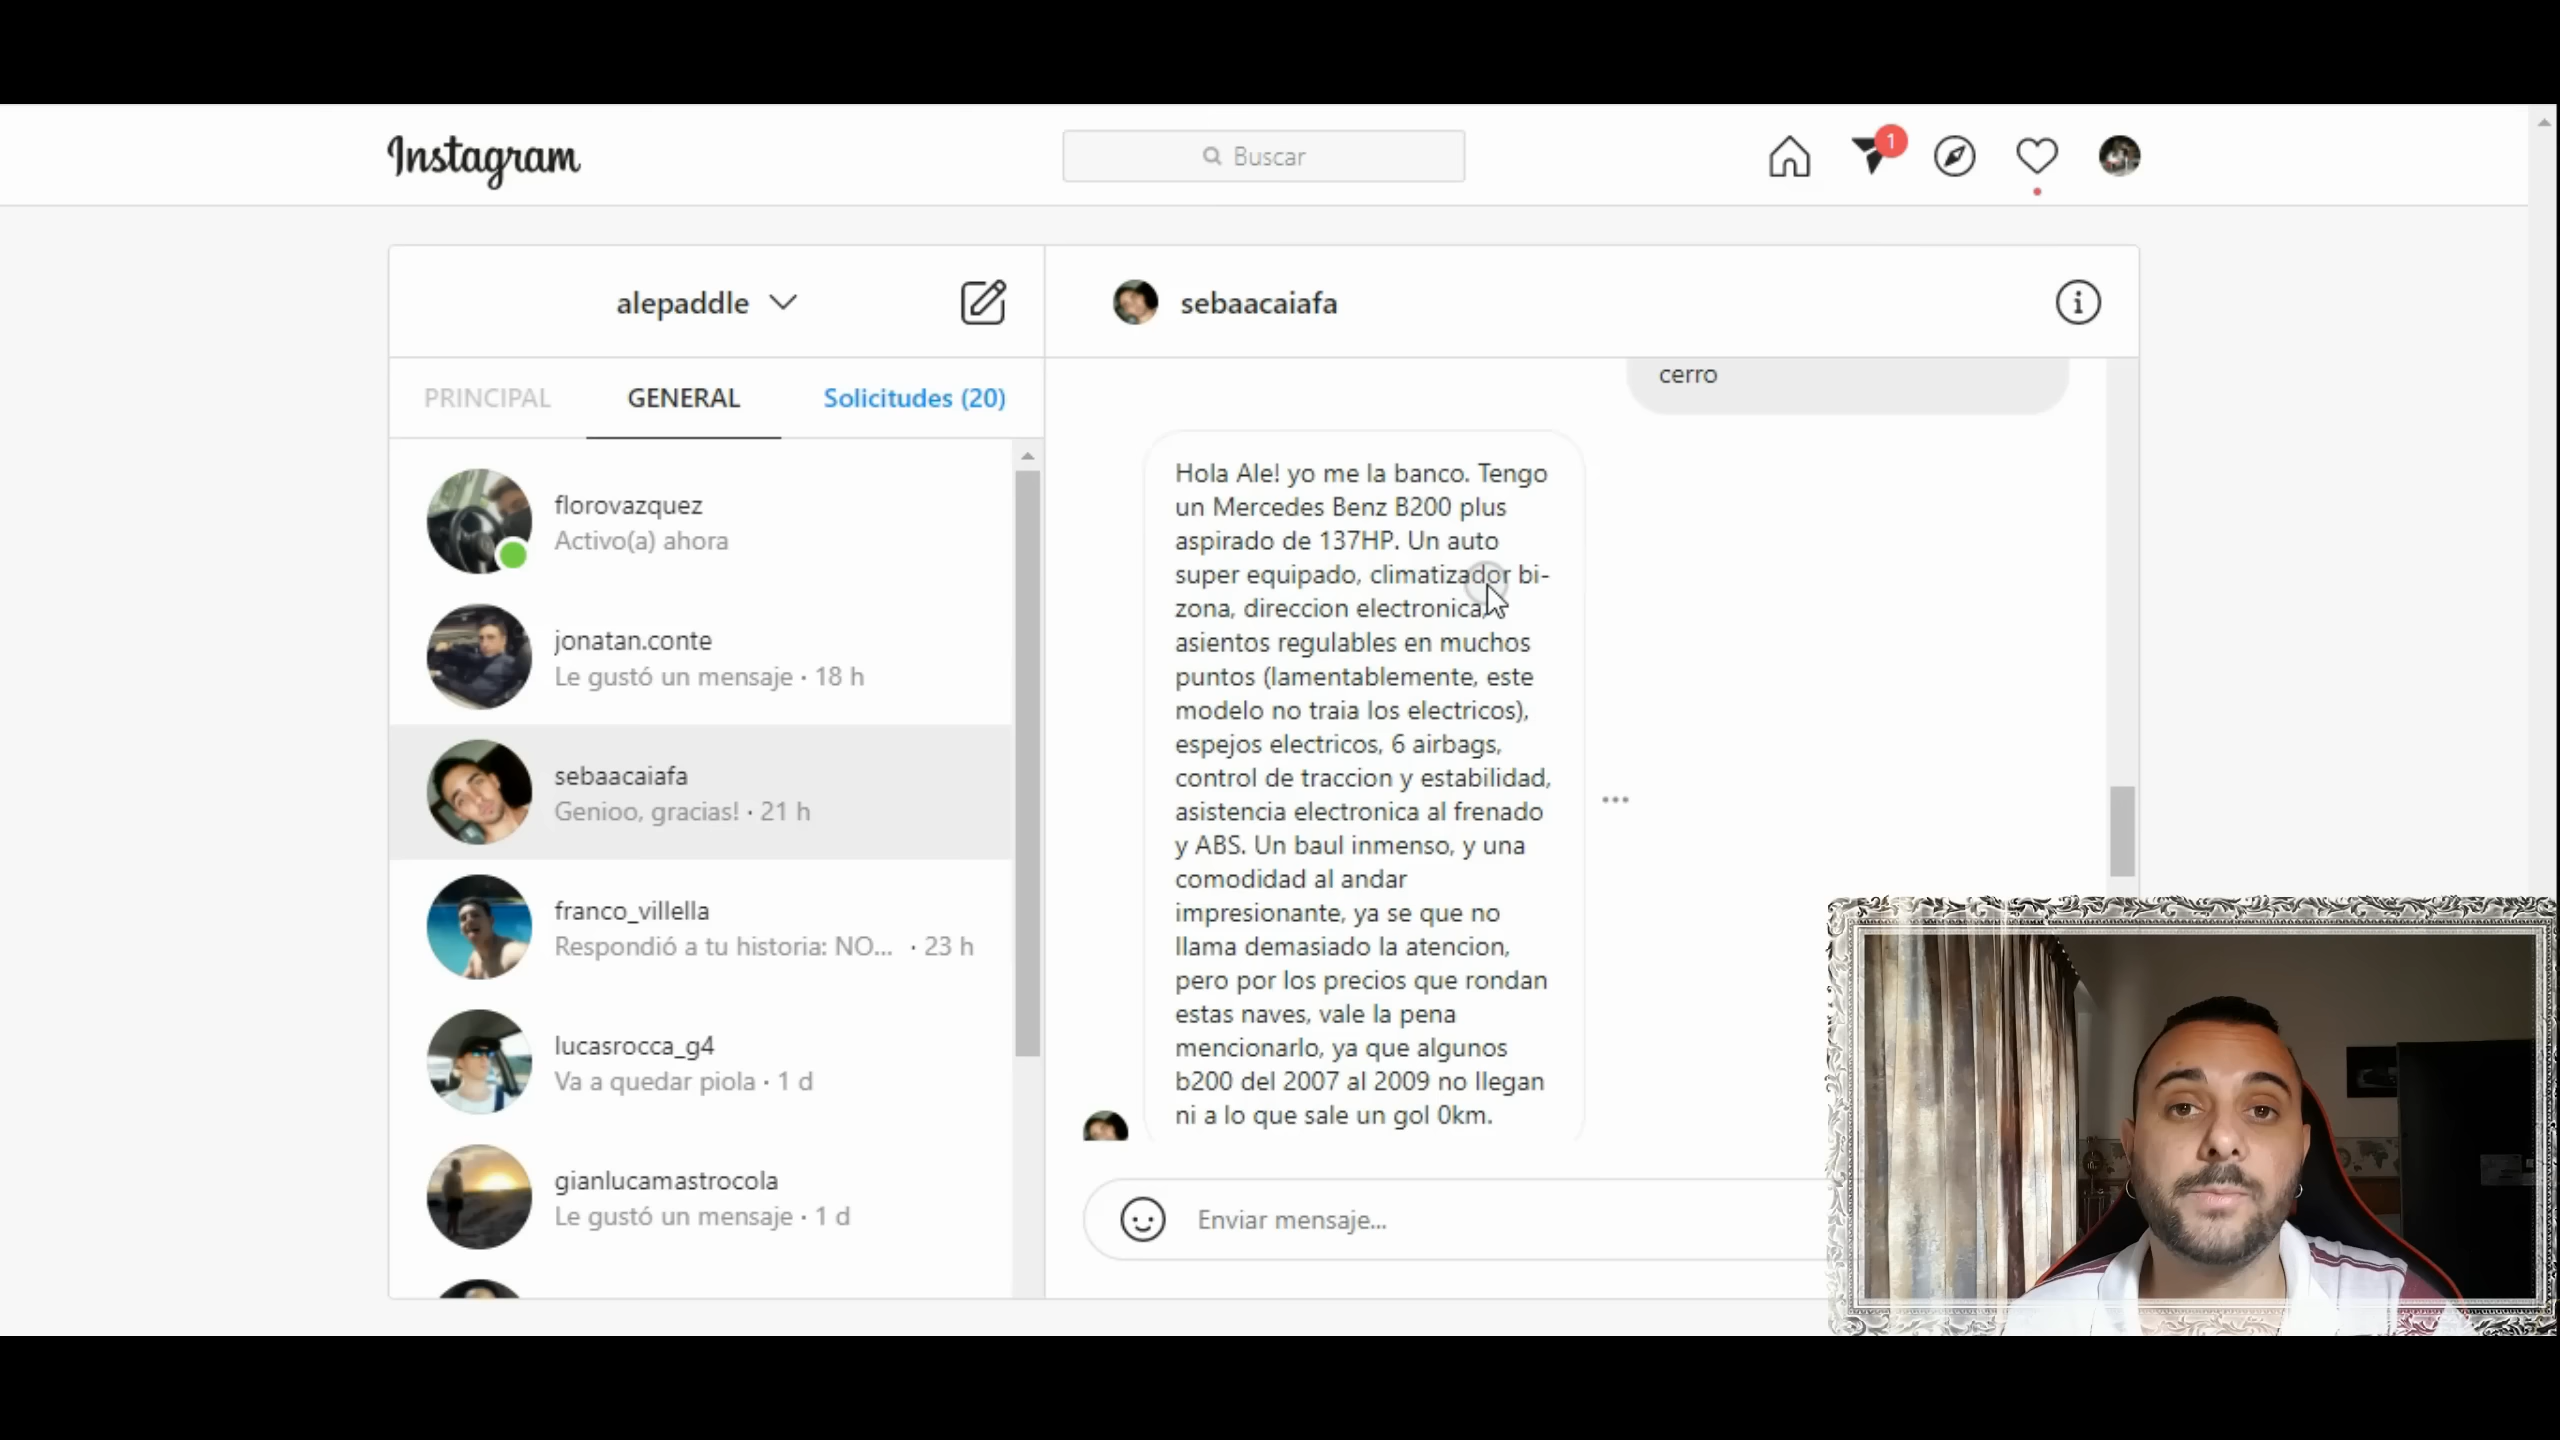 Instagram
Buscar
1
alepaddle
sebaacaiafa
PRINCIPAL
GENERAL
Solicitudes (20)
florovazquez
Activo(a) ahora
jonatan.conte
Le gustó un mensaje · 18 h
sebaacaiafa
Genioo, gracias! · 21 h
franco_villella
Respondió a tu historia: NO... · 23 h
lucasrocca_g4
Va a quedar piola · 1 d
gianlucamastrocola
Le gustó un mensaje · 1 d
cerro
Hola Ale! yo me la banco. Tengo
un Mercedes Benz B200 plus
aspirado de 137HP. Un auto
super equipado, climatizador bi-
zona, direccion electronica,
asientos regulables en muchos
puntos (lamentablemente, este
modelo no traia los electricos),
espejos electricos, 6 airbags,
control de traccion y estabilidad,
asistencia electronica al frenado
y ABS. Un baul inmenso, y una
comodidad al andar
impresionante, ya se que no
llama demasiado la atencion,
pero por los precios que rondan
estas naves, vale la pena
mencionarlo, ya que algunos
b200 del 2007 al 2009 no llegan
ni a lo que sale un gol 0km.
Enviar mensaje...